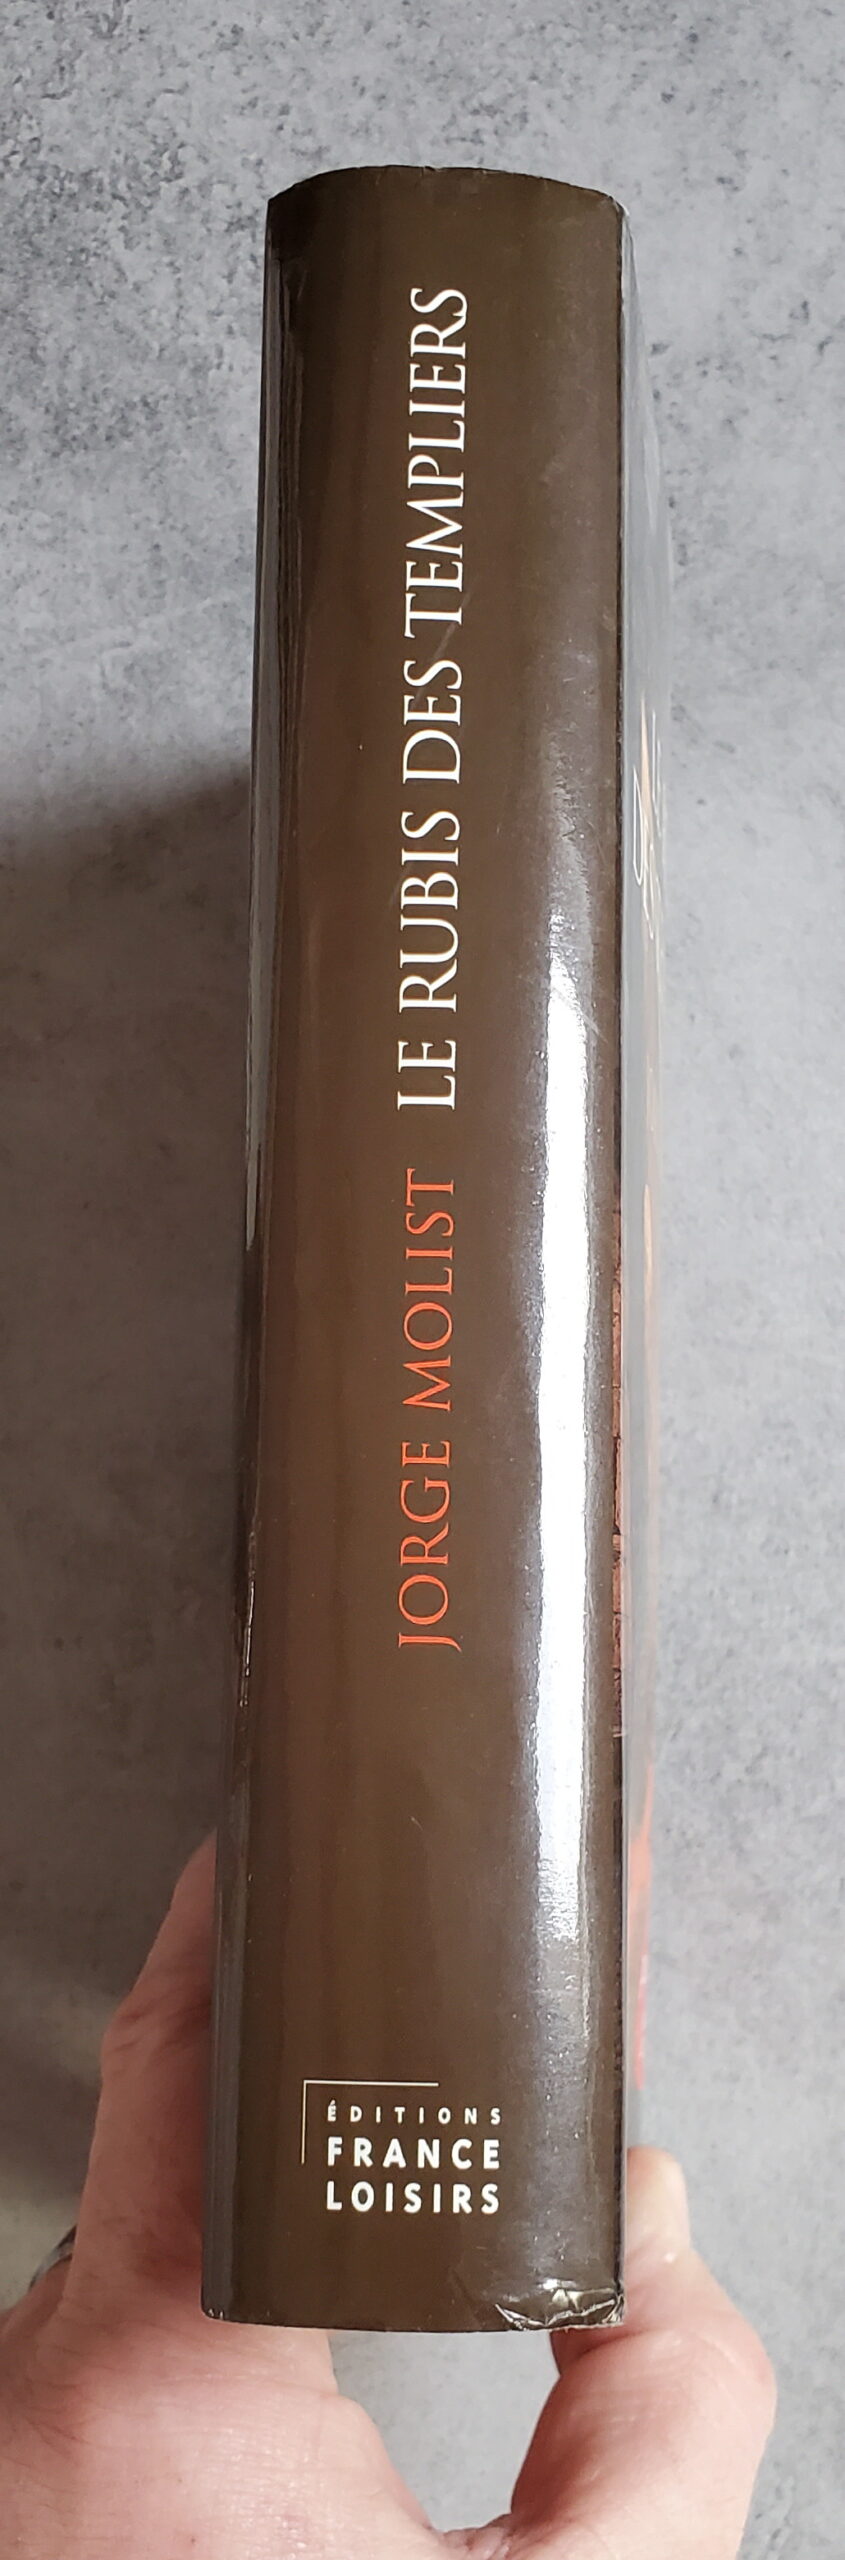 JORGE MOLIST LE RUBIS DES TEMPLIERS
ÉDITIONS
FRANCE
LOISIRS